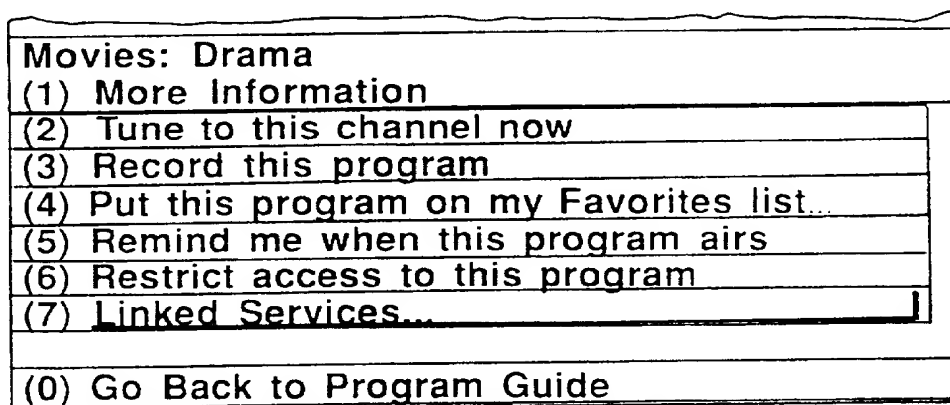 Movies: Drama
(1) More Information
(2) Tune to this channel now
(3) Record this program
(4) Put this program on my Favorites list...
(5) Remind me when this program airs
(6) Restrict access to this program
(7) Linked Services...
(0) Go Back to Program Guide